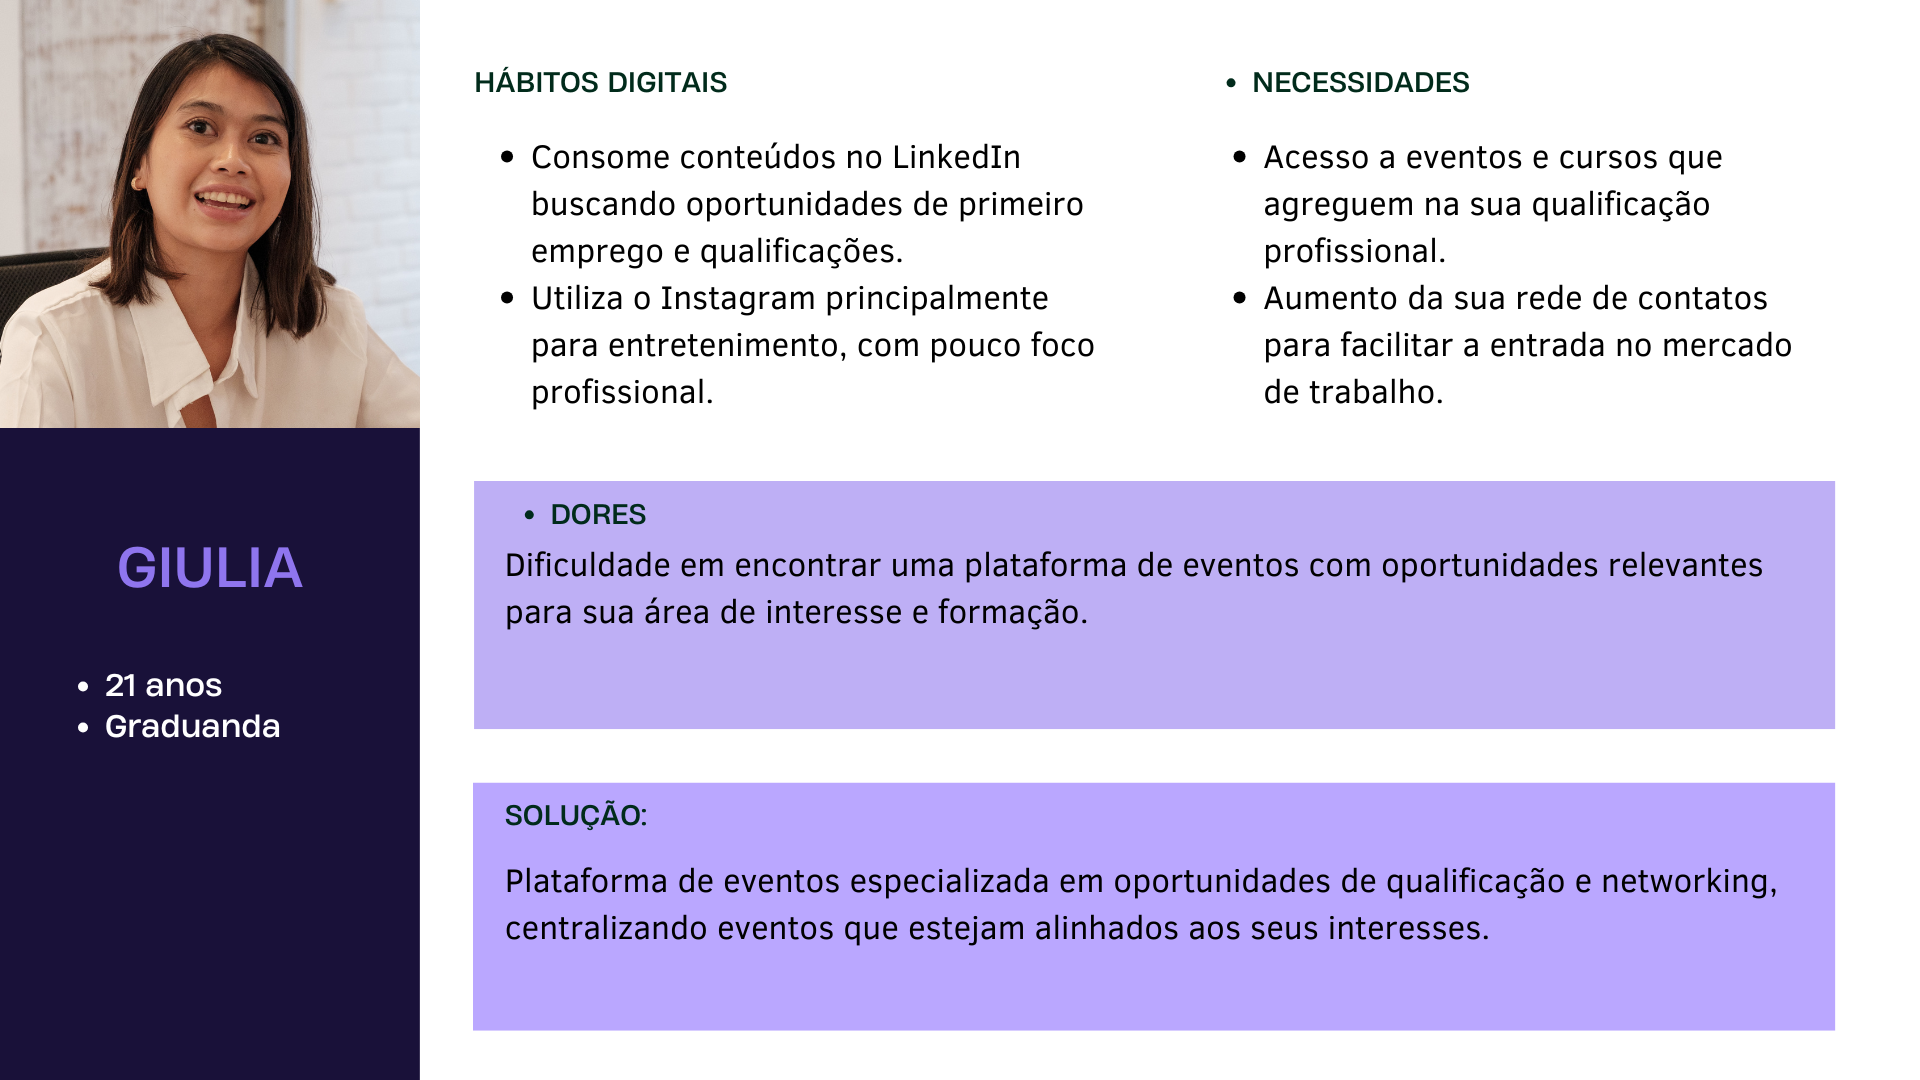 GIULIA
• 21 anos
• Graduanda
HÁBITOS DIGITAIS
• Consome conteúdos no LinkedIn
buscando oportunidades de primeiro
emprego e qualificações.
• Utiliza o Instagram principalmente
para entretenimento, com pouco foco
profissional.
• NECESSIDADES
• Acesso a eventos e cursos que
agreguem na sua qualificação
profissional.
• Aumento da sua rede de contatos
para facilitar a entrada no mercado
de trabalho.
• DORES
Dificuldade em encontrar uma plataforma de eventos com oportunidades relevantes
para sua área de interesse e formação.
SOLUÇÃO:
Plataforma de eventos especializada em oportunidades de qualificação e networking,
centralizando eventos que estejam alinhados aos seus interesses.